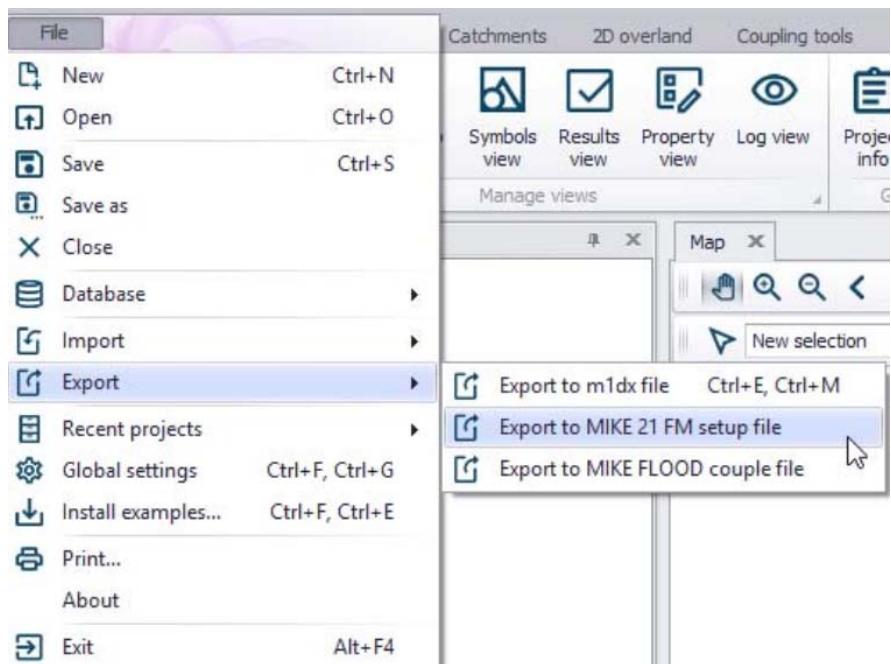 File
Catchments 2D overland Coupling tools
New Ctrl+N
Open Ctrl+O
Save Ctrl+S
Save as
Close
Database
Import
Export
Recent projects
Global settings Ctrl+F, Ctrl+G
Install examples... Ctrl+F, Ctrl+E
Print...
About
Exit Alt+F4
Symbols view
Results view
Property view
Log view
Manage views
Map
New selection
Export to m1dx file Ctrl+E, Ctrl+M
Export to MIKE 21 FM setup file
Export to MIKE FLOOD couple file